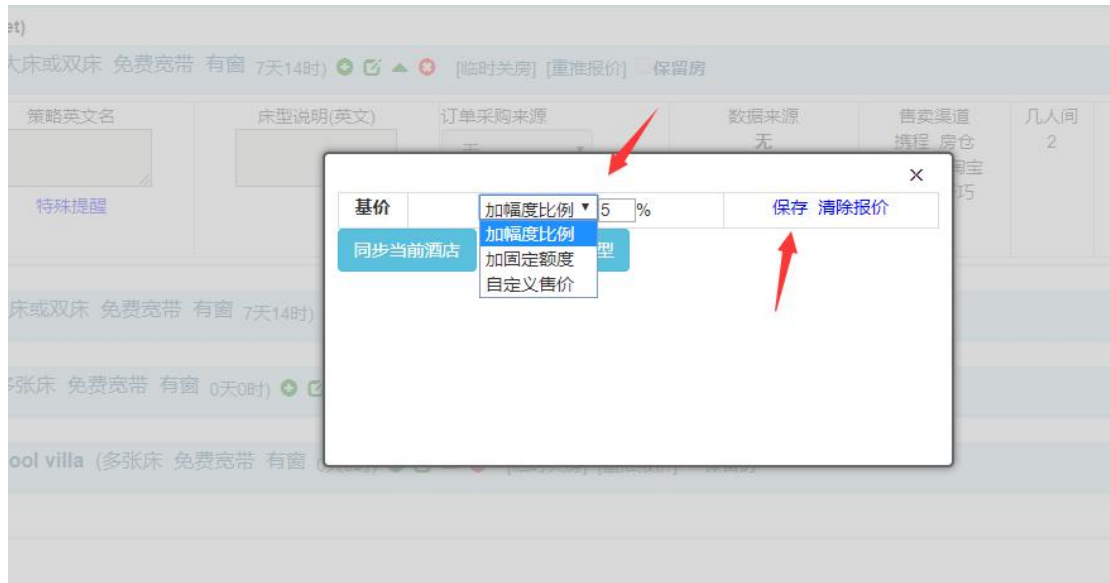 et)
大床或双床 免费宽带 有窗 7天14时) [临时关房] [重推报价] 保留房
策略英文名 床型说明(英文) 订单采购来源 数据来源 售卖渠道 几人间
无 无 携程 房仓 2
淘宝
特殊提醒 巧
基价 加幅度比例 5 % 保存 清除报价
加幅度比例
同步当前酒店 加固定额度 型
自定义售价
床或双床 免费宽带 有窗 7天14时)
多张床 免费宽带 有窗 0天0时)
ool villa (多张床 免费宽带 有窗